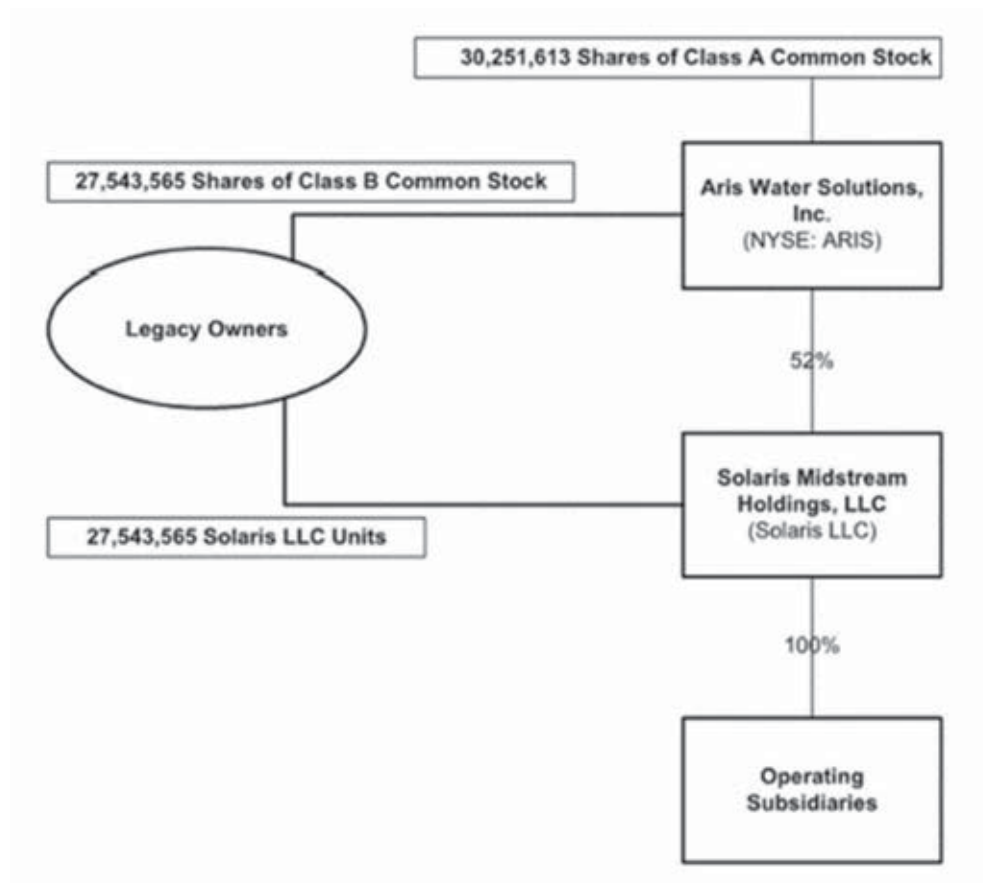 30,251,613 Shares of Class A Common Stock
27,543,565 Shares of Class B Common Stock
Aris Water Solutions,
Inc.
(NYSE: ARIS)
Legacy Owners
52%
Solaris Midstream
Holdings, LLC
(Solaris LLC)
27,543,565 Solaris LLC Units
100%
Operating
Subsidiaries